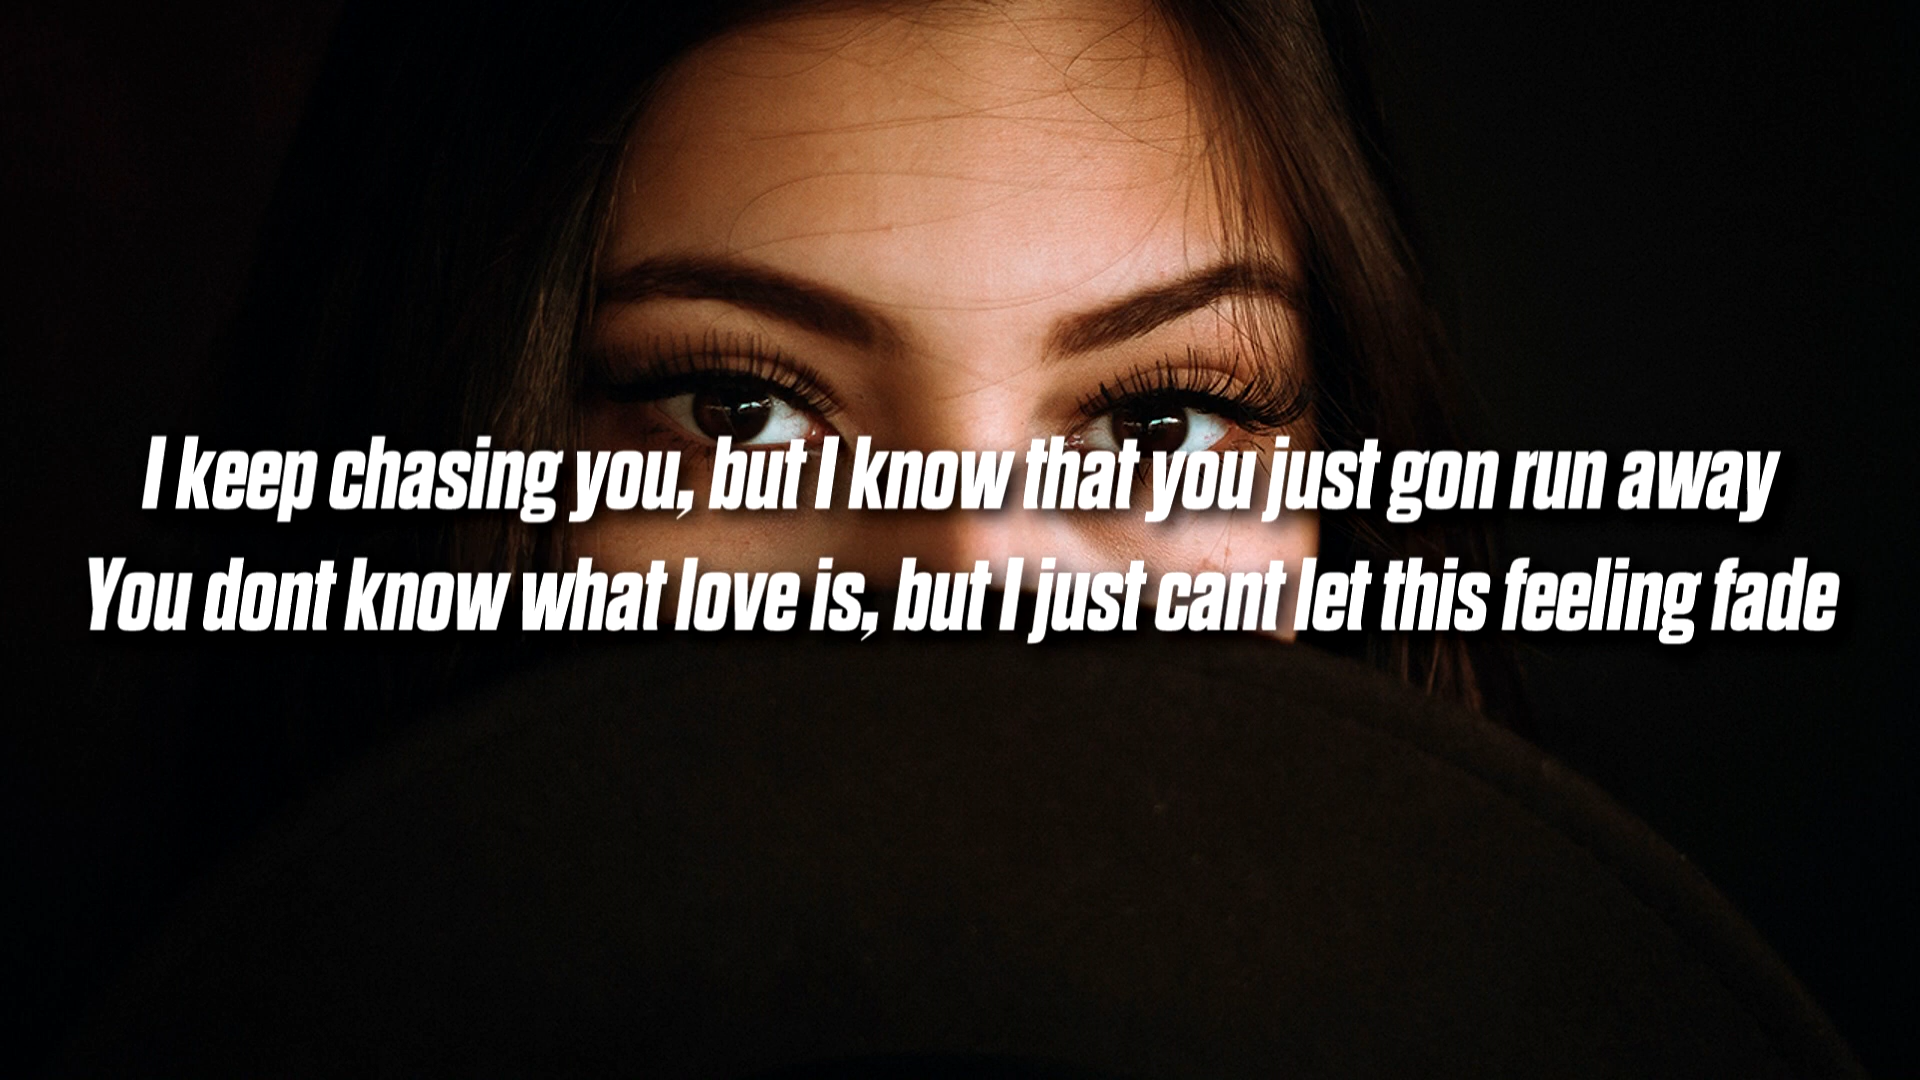 I keep chasing you, but I know that you just gon run away
You dont know what love is, but I just cant let this feeling fade